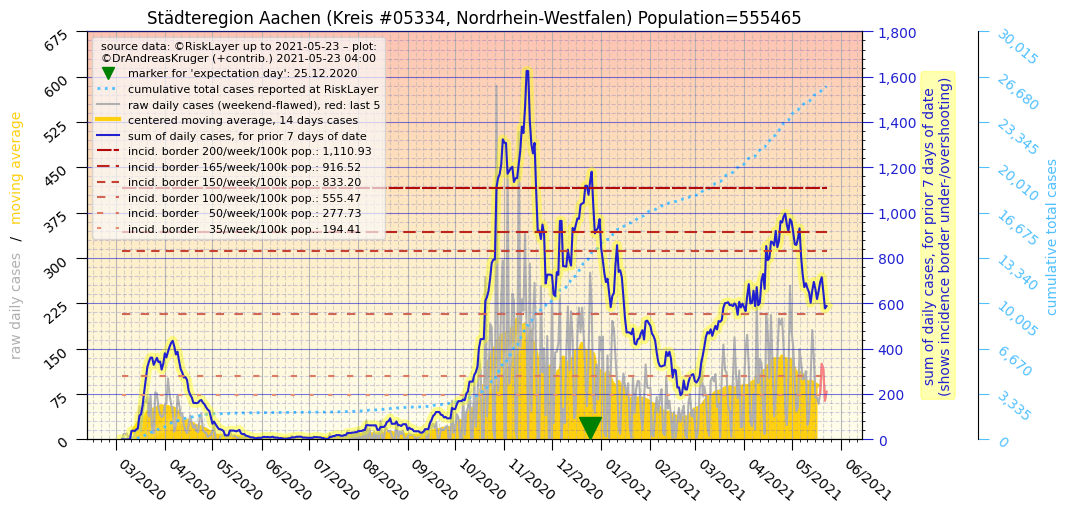 Städteregion Aachen (Kreis #05334, Nordrhein-Westfalen) Population=555465
source data: ©RiskLayer up to 2021-05-23 – plot:
©DrAndreasKruger (+contrib.) 2021-05-23 04:00
marker for 'expectation day': 25.12.2020
cumulative total cases reported at RiskLayer
raw daily cases (weekend-flawed), red: last 5
centered moving average, 14 days cases
sum of daily cases, for prior 7 days of date
incid. border 200/week/100k pop.: 1,110.93
incid. border 165/week/100k pop.: 916.52
incid. border 150/week/100k pop.: 833.20
incid. border 100/week/100k pop.: 555.47
incid. border   50/week/100k pop.: 277.73
incid. border   35/week/100k pop.: 194.41
raw daily cases   /   moving average
675
600
525
450
375
300
225
150
75
0
03/2020
04/2020
05/2020
06/2020
07/2020
08/2020
09/2020
10/2020
11/2020
12/2020
01/2021
02/2021
03/2021
04/2021
05/2021
06/2021
1,800
1,600
1,400
1,200
1,000
800
600
400
200
0
sum of daily cases, for prior 7 days of date
(shows incidence border under-/overshooting)
30,015
26,680
23,345
20,010
16,675
13,340
10,005
6,670
3,335
0
cumulative total cases